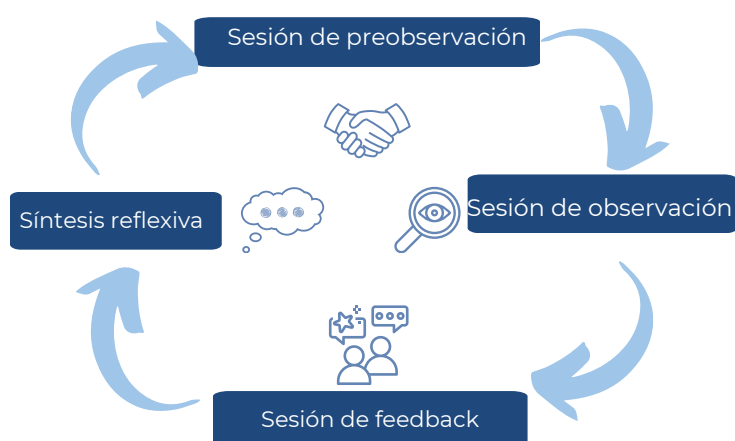 Sesión de preobservación
Síntesis reflexiva
Sesión de observación
Sesión de feedback